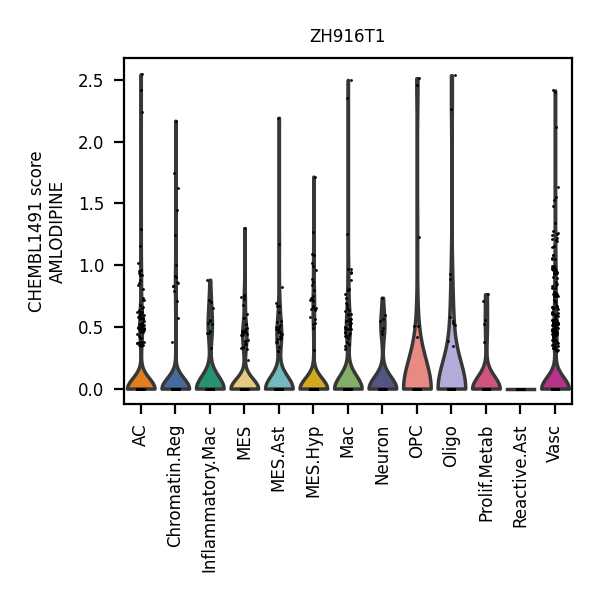 ZH916T1
CHEMBL1491 score
AMLODIPINE
2.5
2.0
1.5
1.0
0.5
0.0
AC
Chromatin.Reg
Inflammatory.Mac
MES
MES.Ast
MES.Hyp
Mac
Neuron
OPC
Oligo
Prolif.Metab
Reactive.Ast
Vasc